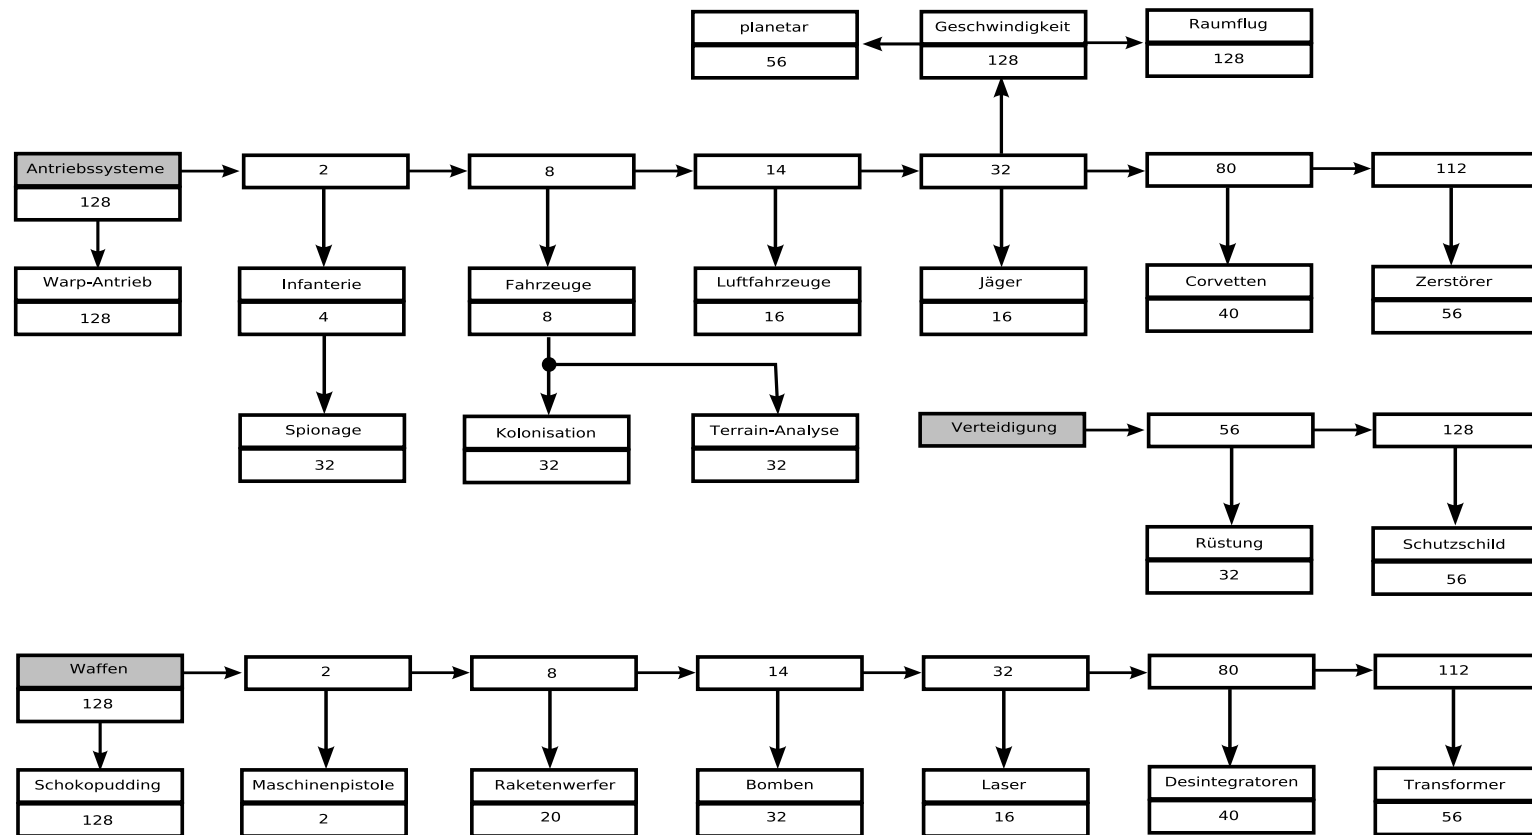 planetar
Geschwindigkeit
Raumflug
56
128
128
Antriebssysteme
2
8
14
32
80
112
128
Warp-Antrieb
Infanterie
Fahrzeuge
Luftfahrzeuge
Jäger
Corvetten
Zerstörer
128
4
8
16
16
40
56
Spionage
Kolonisation
Terrain-Analyse
Verteidigung
56
128
32
32
32
Rüstung
Schutzschild
32
56
Waffen
2
8
14
32
80
112
128
Schokopudding
Maschinenpistole
Raketenwerfer
Bomben
Laser
Desintegratoren
Transformer
128
2
20
32
16
40
56